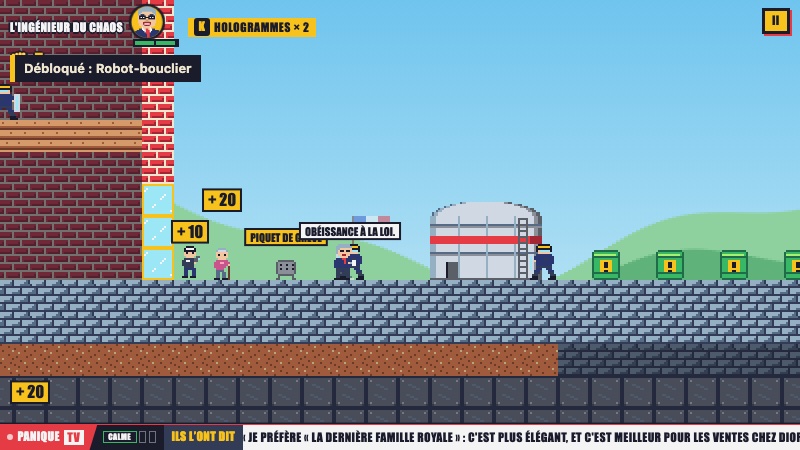 L'INGÉNIEUR DU CHAOS
K HOLOGRAMMES × 2
Débloqué : Robot-bouclier
+ 20
+ 10
PIQUET DE
OBÉISSANCE À LA LOI.
+ 20
PANIQUE TV
CALME
ILS L'ONT DIT
« JE PRÉFÈRE « LA DERNIÈRE FAMILLE ROYALE » : C'EST PLUS ÉLÉGANT, ET C'EST MEILLEUR POUR LES VENTES CHEZ DIOR